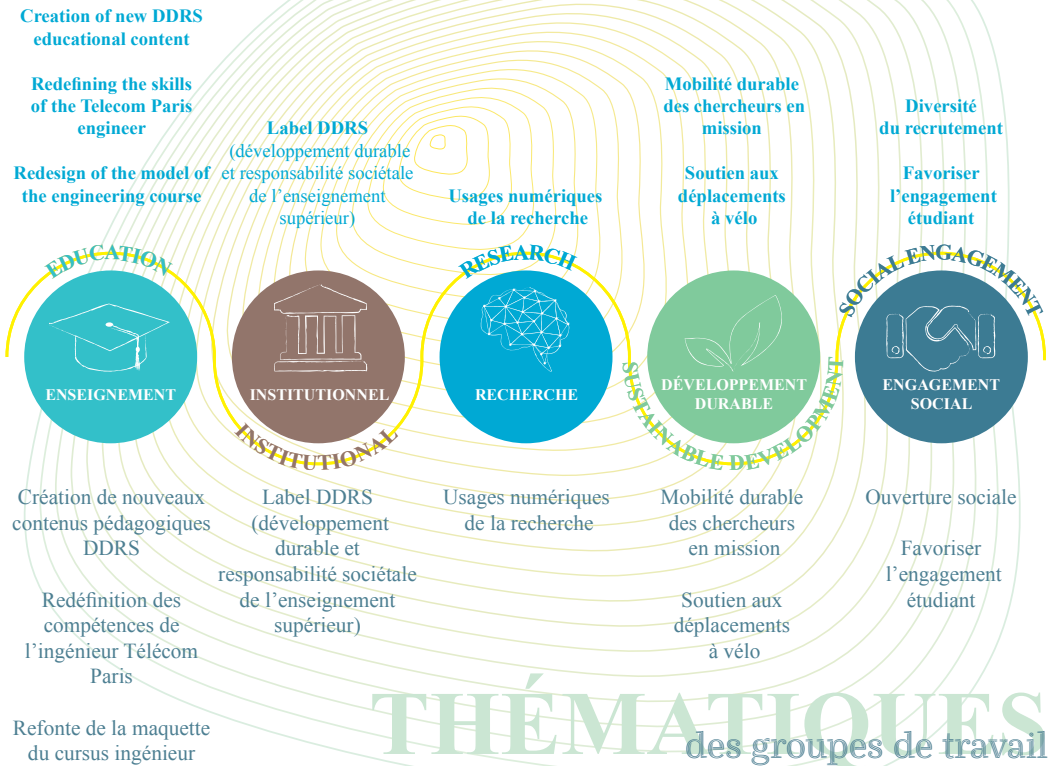 Creation of new DDRS
educational content
Redefining the skills
of the Telecom Paris
engineer
Redesign of the model of
the engineering course
Label DDRS
(développement durable
et responsabilité sociétale
de l'enseignement
supérieur)
Usages numériques
de la recherche
Mobilité durable
des chercheurs en
mission
Soutien aux
déplacements
à vélo
Diversité
du recrutement
Favoriser
l'engagement
étudiant
EDUCATION
ENSEIGNEMENT
INSTITUTIONNEL
INSTITUTIONAL
RESEARCH
RECHERCHE
DÉVELOPPEMENT
DURABLE
SUSTAINABLE DEVELOPMENT
SOCIAL ENGAGEMENT
ENGAGEMENT
SOCIAL
Création de nouveaux
contenus pédagogiques
DDRS
Redéfinition des
compétences de
l'ingénieur Télécom
Paris
Refonte de la maquette
du cursus ingénieur
Label DDRS
(développement
durable et
responsabilité sociétale
de l'enseignement
supérieur)
Usages numériques
de la recherche
Mobilité durable
des chercheurs
en mission
Soutien aux
déplacements
à vélo
Ouverture sociale
Favoriser
l'engagement
étudiant
THÉMATIQUES
des groupes de travail